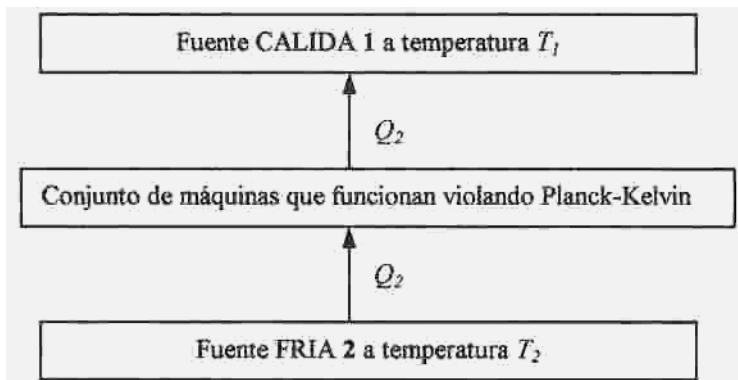 Fuente CALIDA 1 a temperatura T₁
Q₂
Conjunto de máquinas que funcionan violando Planck-Kelvin
Q₂
Fuente FRIA 2 a temperatura T₂